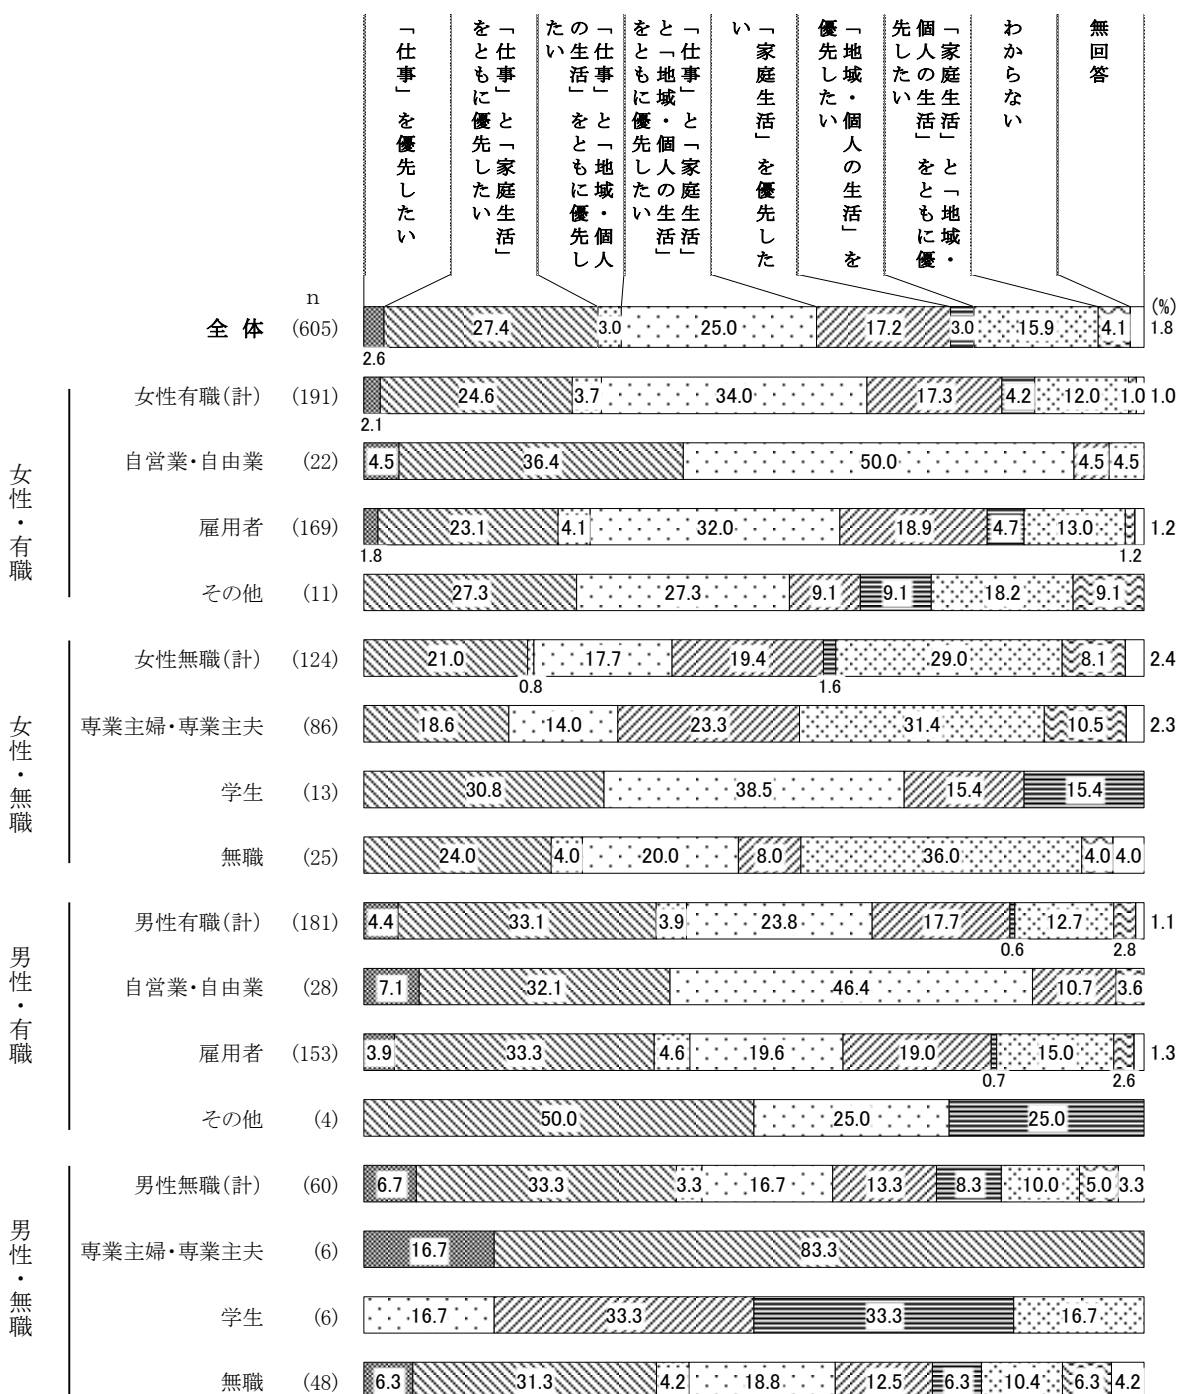 「仕事」を優先したい
「仕事」と「家庭生活」
をともに優先したい
「仕事」と「地域・個人
の生活」をともに優先し
たい
「仕事」と「家庭生活」
と「地域・個人の生活」
をともに優先したい
「家庭生活」を優先した
い
「地域・個人の生活」を
優先したい
「家庭生活」と「地域・
個人の生活」をともに優
先したい
わからない
無回答
n
(%)
全 体 (605) 27.4 3.0 25.0 17.2 3.0 15.9 4.1 1.8
2.6
女性・有職
女性有職(計) (191) 24.6 3.7 34.0 17.3 4.2 12.0 1.0 1.0
2.1
自営業・自由業 (22) 4.5 36.4 50.0 4.5 4.5
雇用者 (169) 23.1 4.1 32.0 18.9 4.7 13.0 1.2
1.8 1.2
その他 (11) 27.3 27.3 9.1 9.1 18.2 9.1
女性・無職
女性無職(計) (124) 21.0 17.7 19.4 29.0 8.1 2.4
0.8 1.6
専業主婦・専業主夫 (86) 18.6 14.0 23.3 31.4 10.5 2.3
学生 (13) 30.8 38.5 15.4 15.4
無職 (25) 24.0 4.0 20.0 8.0 36.0 4.0 4.0
男性・有職
男性有職(計) (181) 4.4 33.1 3.9 23.8 17.7 12.7 1.1
0.6 2.8
自営業・自由業 (28) 7.1 32.1 46.4 10.7 3.6
雇用者 (153) 3.9 33.3 4.6 19.6 19.0 15.0 1.3
0.7 2.6
その他 (4) 50.0 25.0 25.0
男性・無職
男性無職(計) (60) 6.7 33.3 3.3 16.7 13.3 8.3 10.0 5.0 3.3
専業主婦・専業主夫 (6) 16.7 83.3
学生 (6) 16.7 33.3 33.3 16.7
無職 (48) 6.3 31.3 4.2 18.8 12.5 6.3 10.4 6.3 4.2